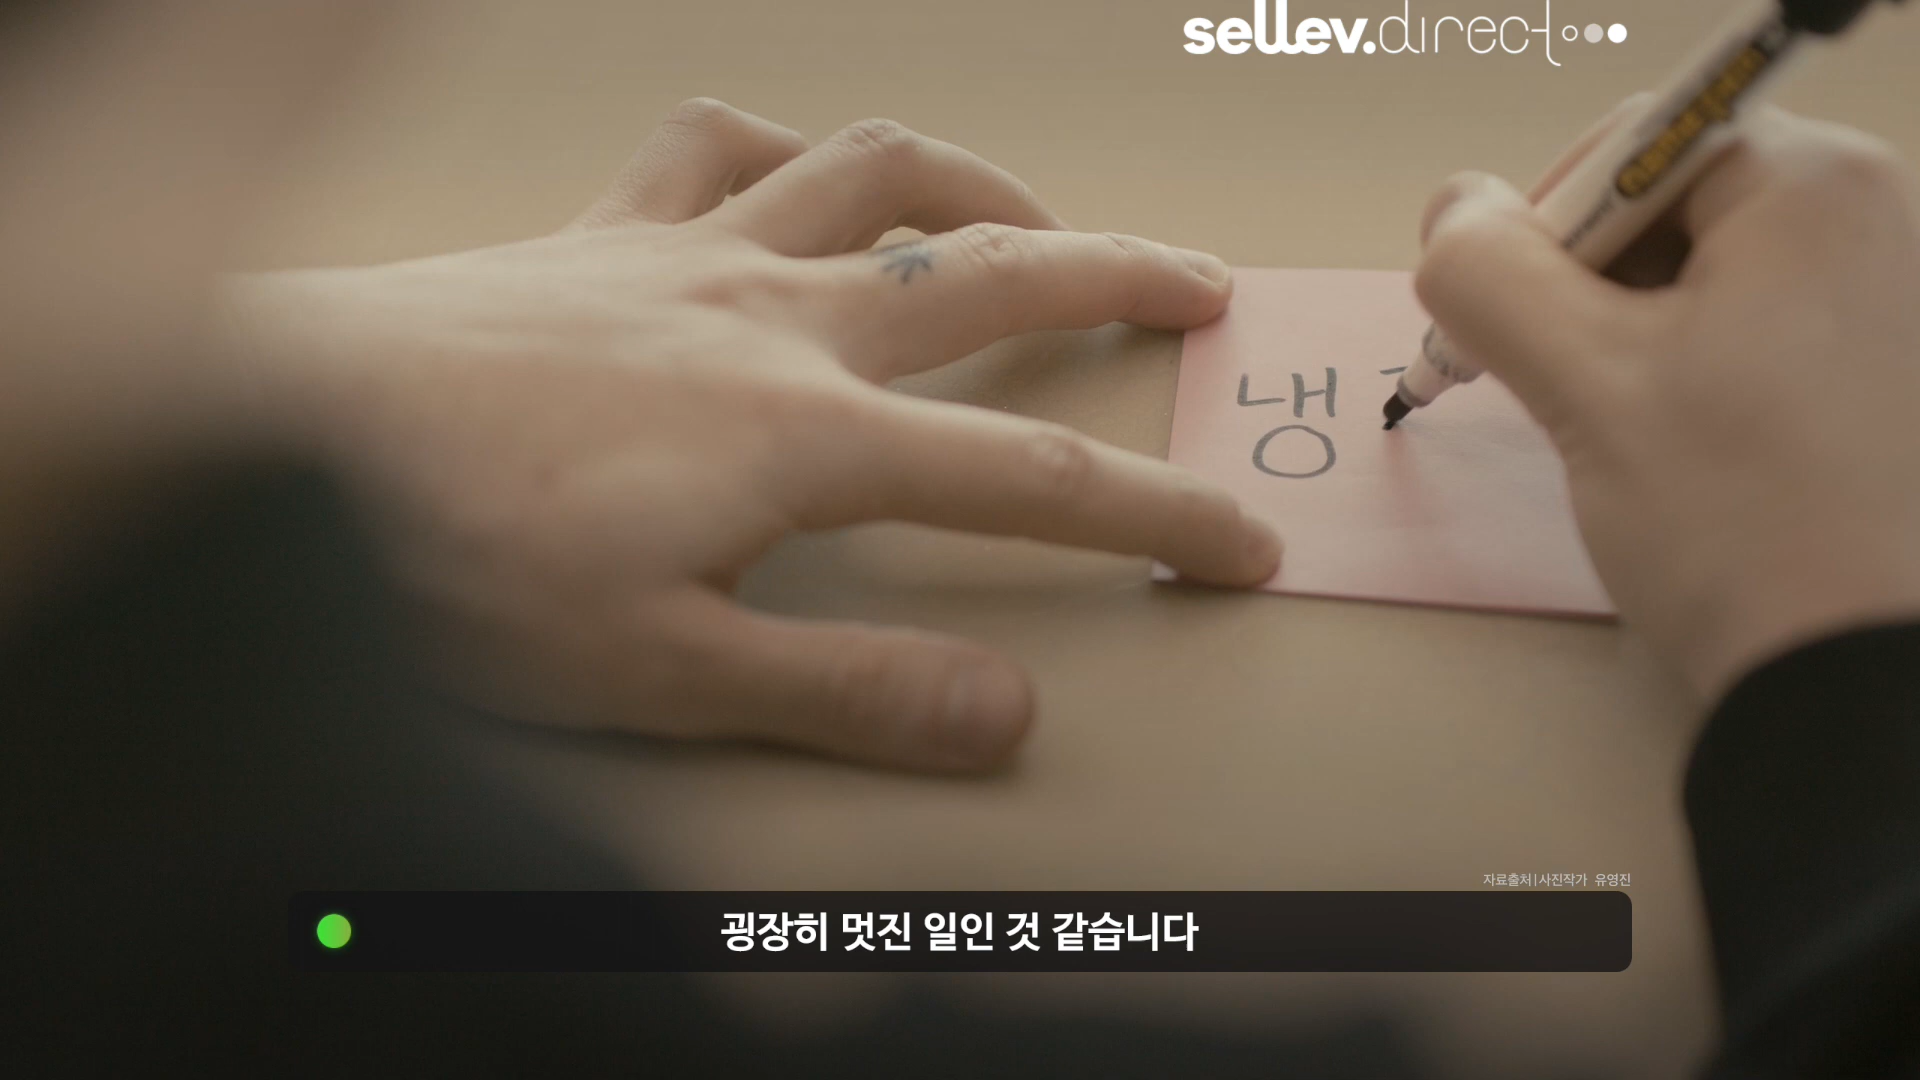 sellev.direct
냉
자료출처|사진작가 유영진
굉장히 멋진 일인 것 같습니다